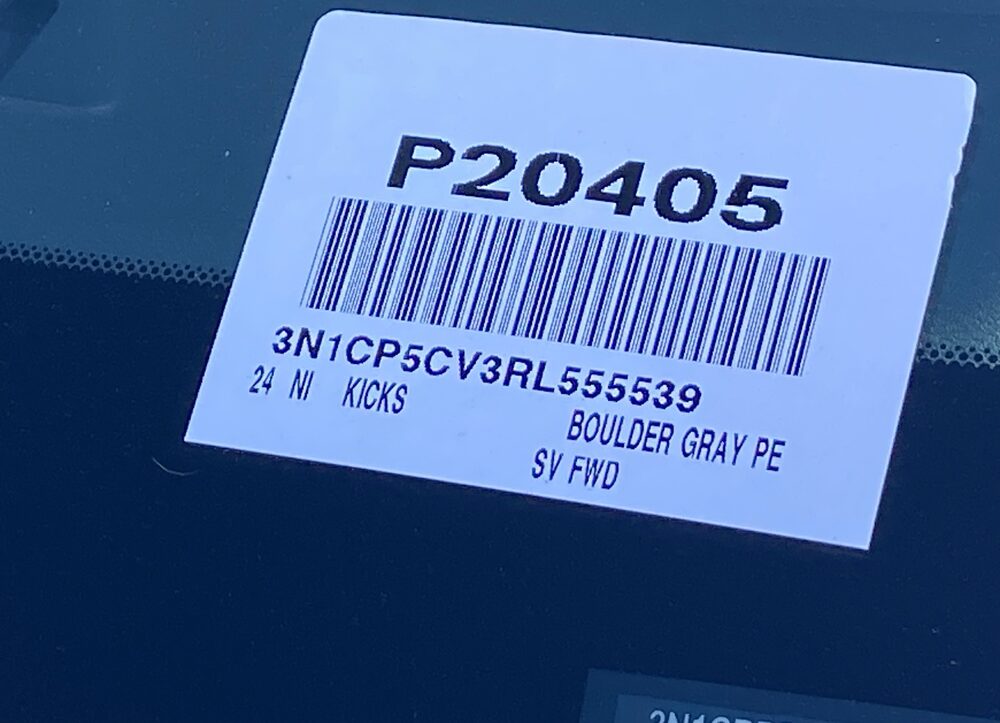 P20405
3N1CP5CV3RL555539
24 NI KICKS
BOULDER GRAY PE
SV FWD